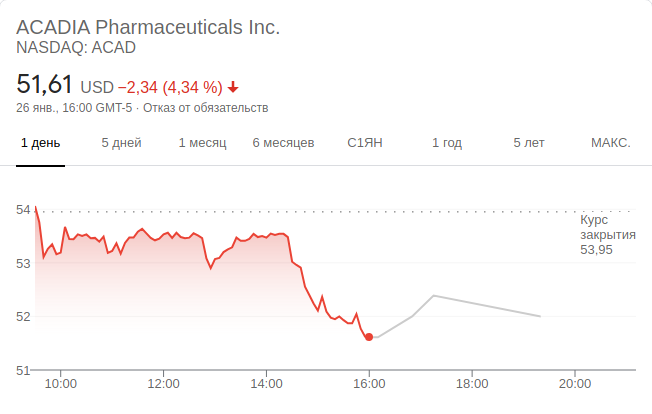 ACADIA Pharmaceuticals Inc.
NASDAQ: ACAD
51,61 USD −2,34 (4,34 %)
26 янв., 16:00 GMT-5 · Отказ от обязательств
1 день 5 дней 1 месяц 6 месяцев С1ЯН 1 год 5 лет МАКС.
54
Курс
закрытия
53,95
53
52
51
10:00 12:00 14:00 16:00 18:00 20:00